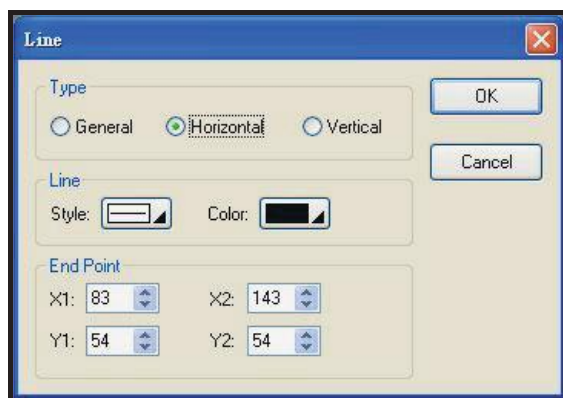 Line
Type
General Horizontal Vertical
OK
Cancel
Line
Style: Color:
End Point
X1: 83 X2: 143
Y1: 54 Y2: 54